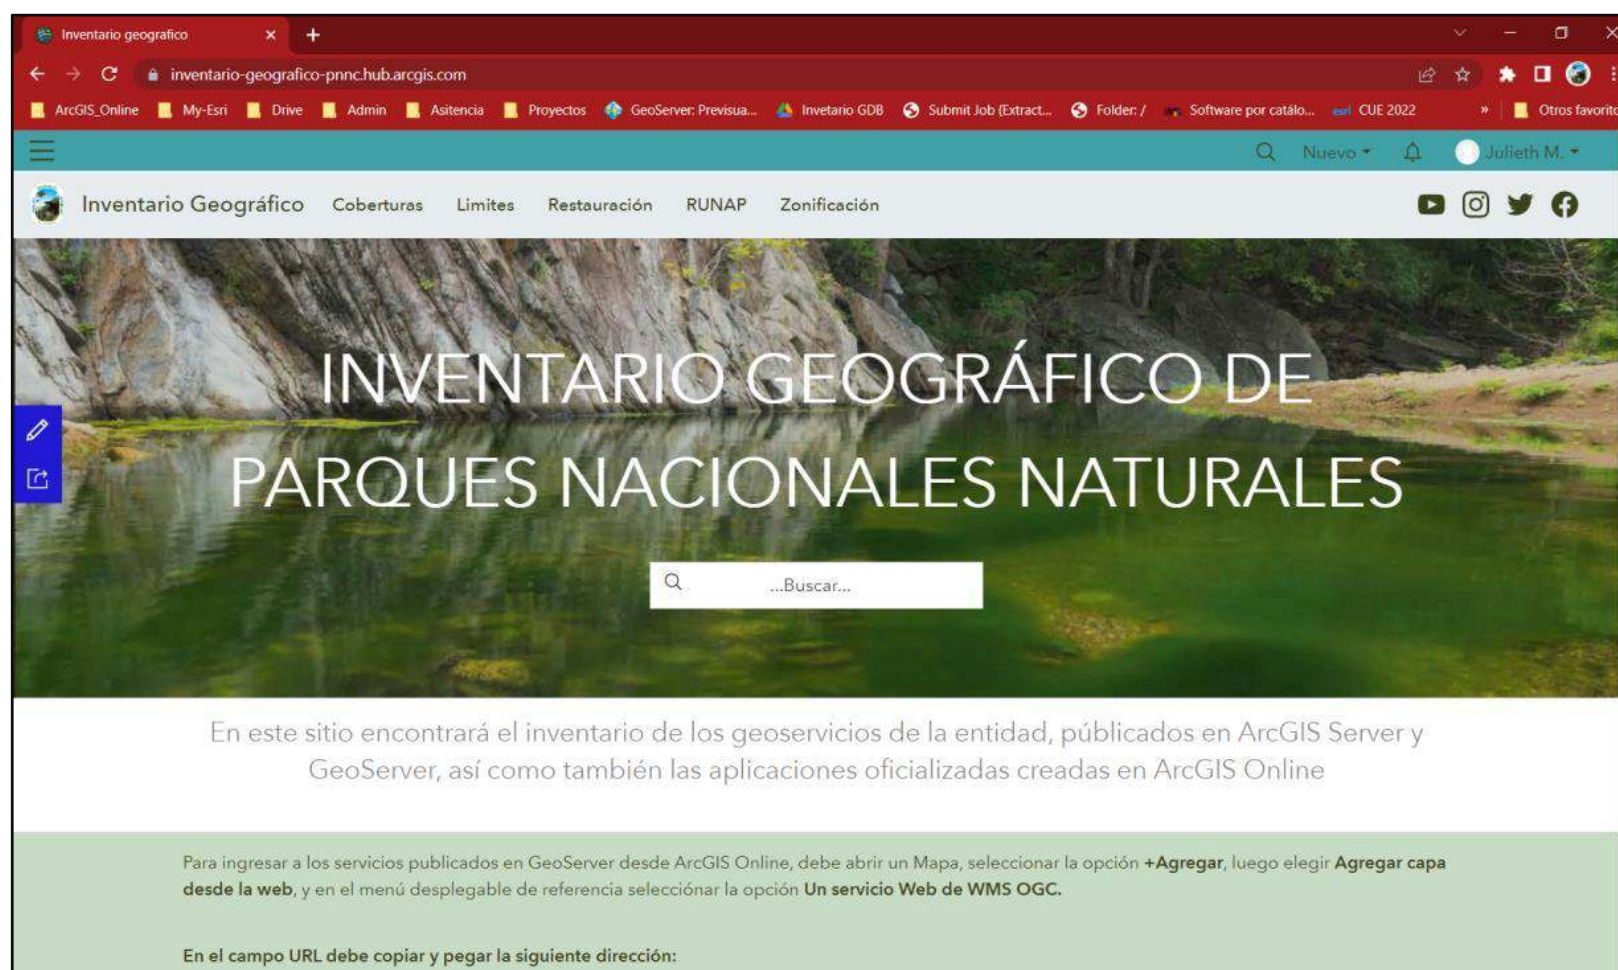 Inventario geografico
inventario-geografico-pnnc.hub.arcgis.com
ArcGIS_Online My-Esri Drive Admin Asitencia Proyectos GeoServer: Previsua... Invetario GDB Submit Job (Extract... Folder: / Software por catálo... esri CUE 2022 » Otros favorito
Nuevo Julieth M.
Inventario Geográfico Coberturas Limites Restauración RUNAP Zonificación
INVENTARIO GEOGRÁFICO DE
PARQUES NACIONALES NATURALES
...Buscar...
En este sitio encontrará el inventario de los geoservicios de la entidad, públicados en ArcGIS Server y
GeoServer, así como también las aplicaciones oficializadas creadas en ArcGIS Online
Para ingresar a los servicios publicados en GeoServer desde ArcGIS Online, debe abrir un Mapa, seleccionar la opción +Agregar, luego elegir Agregar capa
desde la web, y en el menú desplegable de referencia selecciónar la opción Un servicio Web de WMS OGC.
En el campo URL debe copiar y pegar la siguiente dirección: